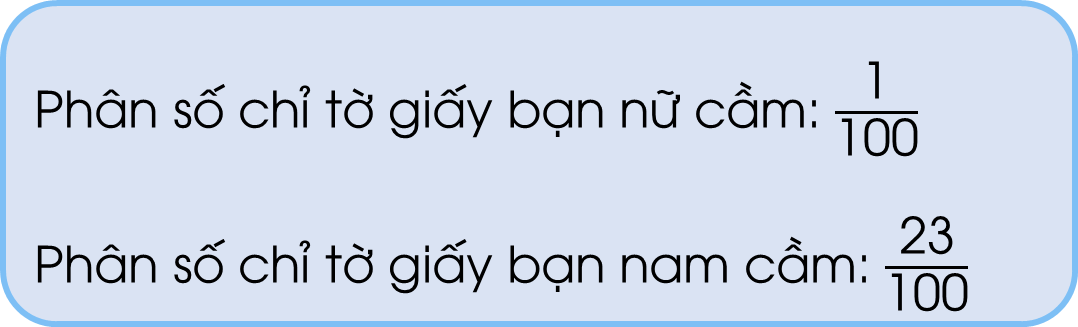 Phân số chỉ tờ giấy bạn nữ cầm: 1/100
Phân số chỉ tờ giấy bạn nam cầm: 23/100